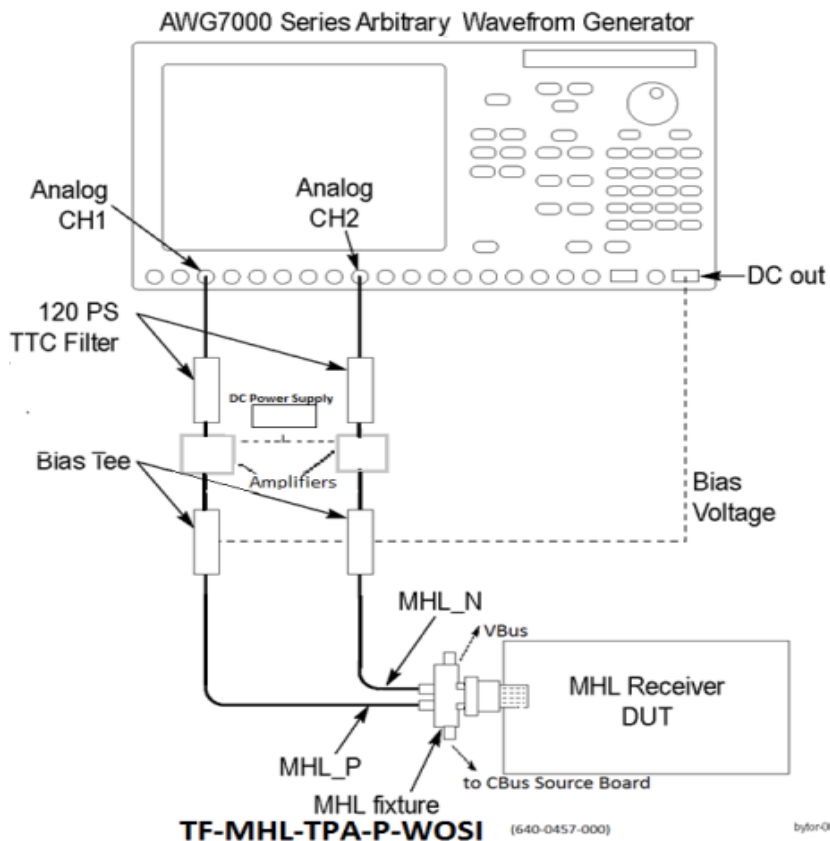 AWG7000 Series Arbitrary Wavefrom Generator
Analog
CH1
Analog
CH2
DC out
120 PS
TTC Filter
DC Power Supply
Bias Tee
Amplifiers
Bias
Voltage
MHL_N
VBus
MHL Receiver
DUT
MHL_P
to CBus Source Board
MHL fixture
TF-MHL-TPA-P-WOSI (640-0457-000)